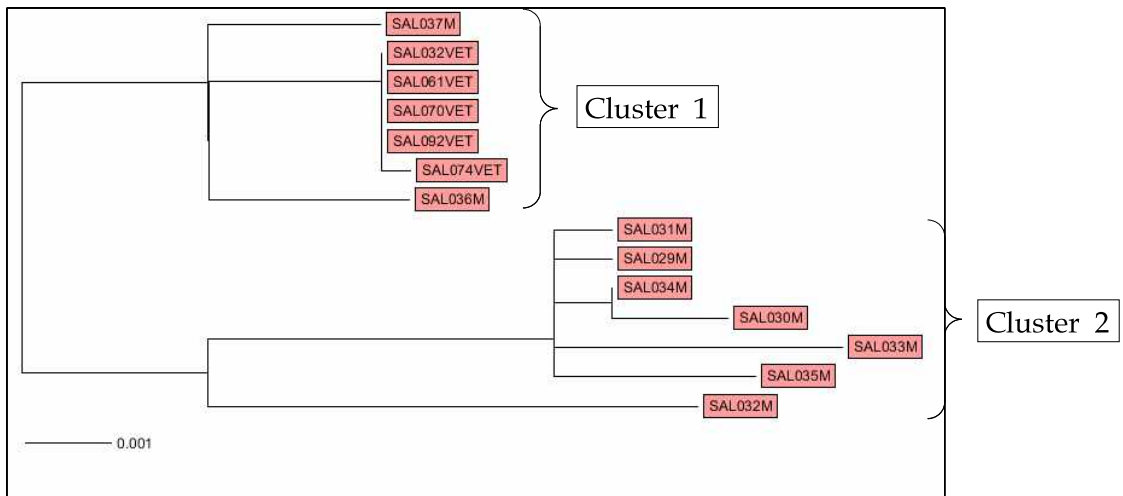 SAL037M
SAL032VET
SAL061VET
SAL070VET
SAL092VET
SAL074VET
SAL036M
Cluster 1
SAL031M
SAL029M
SAL034M
SAL030M
SAL033M
SAL035M
SAL032M
Cluster 2
0.001